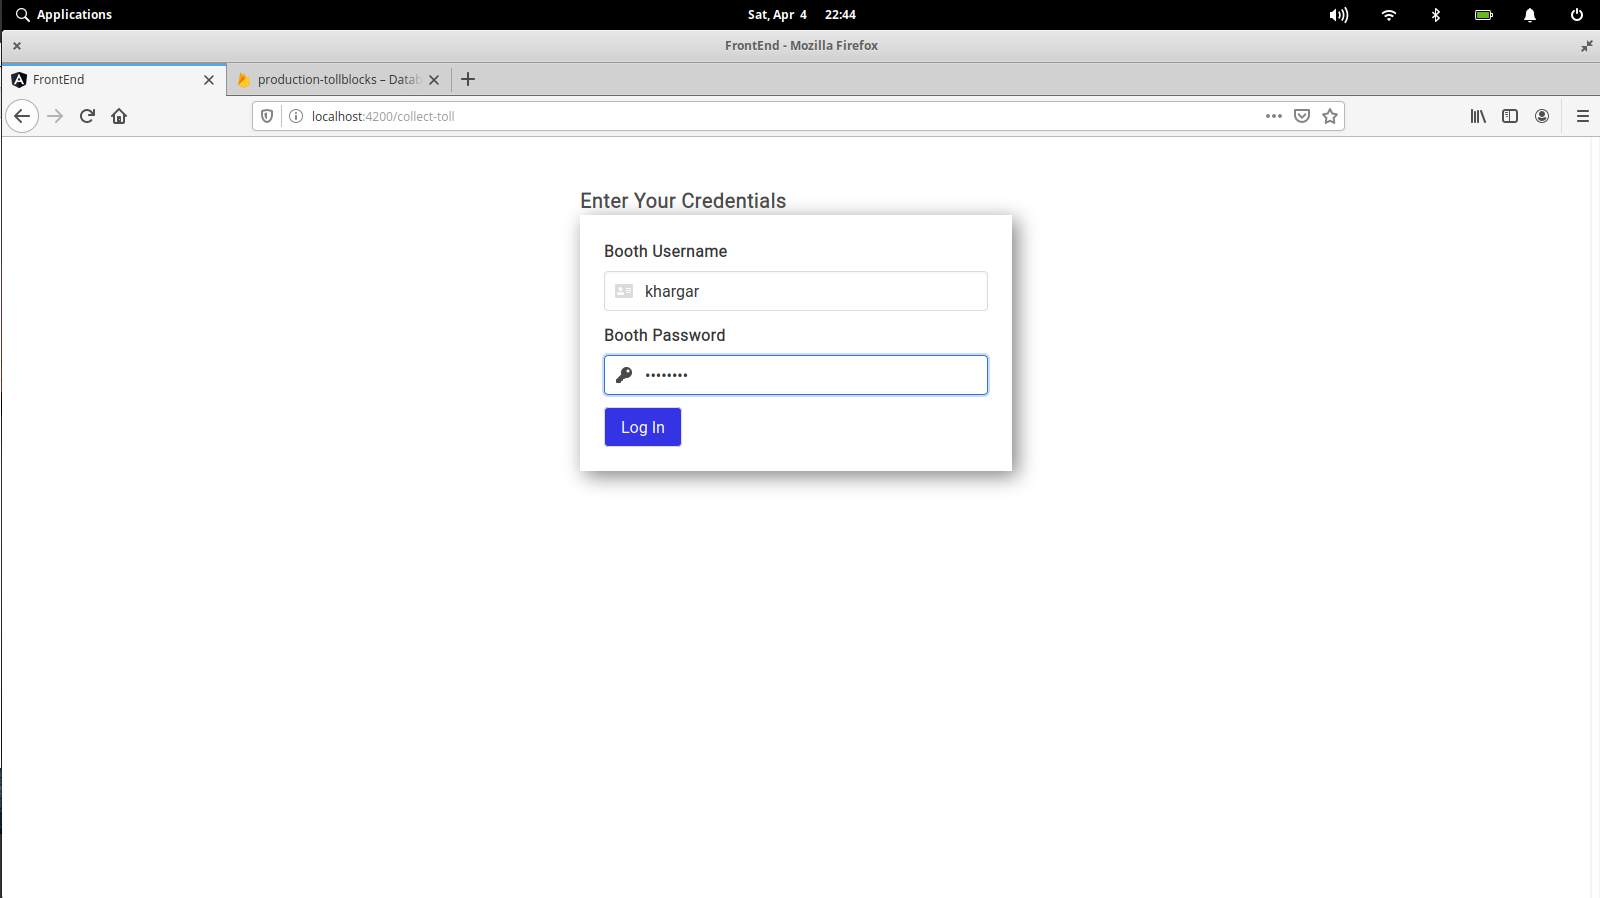 Applications
Sat, Apr 4 22:44
FrontEnd - Mozilla Firefox
FrontEnd
production-tollblocks – Datab
localhost:4200/collect-toll
Enter Your Credentials
Booth Username
khargar
Booth Password
••••••••
Log In